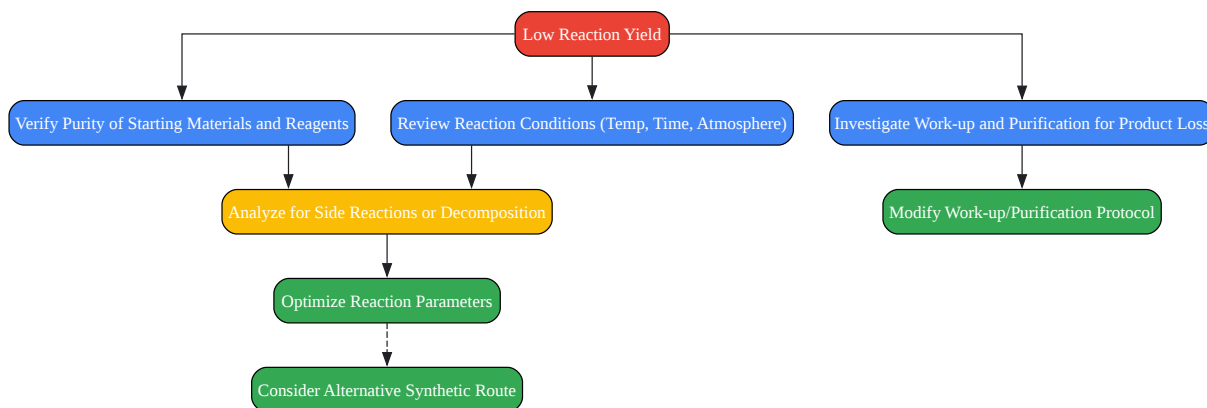 Low Reaction Yield
Verify Purity of Starting Materials and Reagents
Review Reaction Conditions (Temp, Time, Atmosphere)
Investigate Work-up and Purification for Product Loss
Analyze for Side Reactions or Decomposition
Modify Work-up/Purification Protocol
Optimize Reaction Parameters
Consider Alternative Synthetic Route